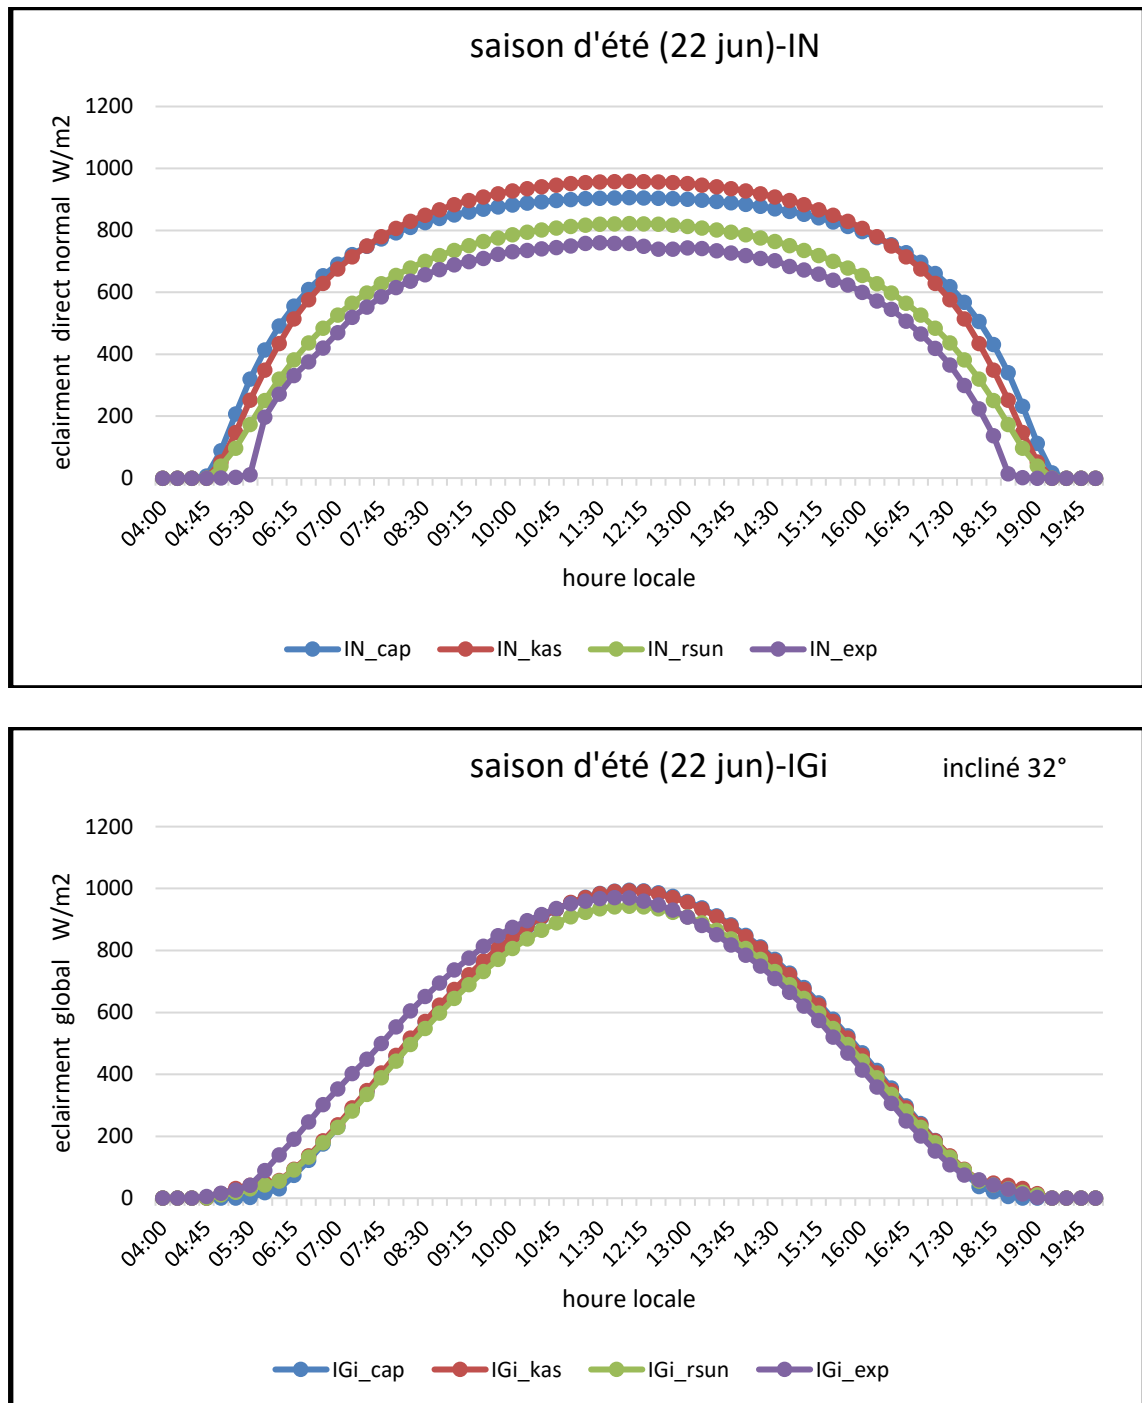 saison d'été (22 jun)-IN
eclairment direct normal W/m2
1200
1000
800
600
400
200
0
04:00 04:45 05:30 06:15 07:00 07:45 08:30 09:15 10:00 10:45 11:30 12:15 13:00 13:45 14:30 15:15 16:00 16:45 17:30 18:15 19:00 19:45
houre locale
IN_cap IN_kas IN_rsun IN_exp
saison d'été (22 jun)-IGi incliné 32°
eclairment global W/m2
1200
1000
800
600
400
200
0
04:00 04:45 05:30 06:15 07:00 07:45 08:30 09:15 10:00 10:45 11:30 12:15 13:00 13:45 14:30 15:15 16:00 16:45 17:30 18:15 19:00 19:45
houre locale
IGi_cap IGi_kas IGi_rsun IGi_exp